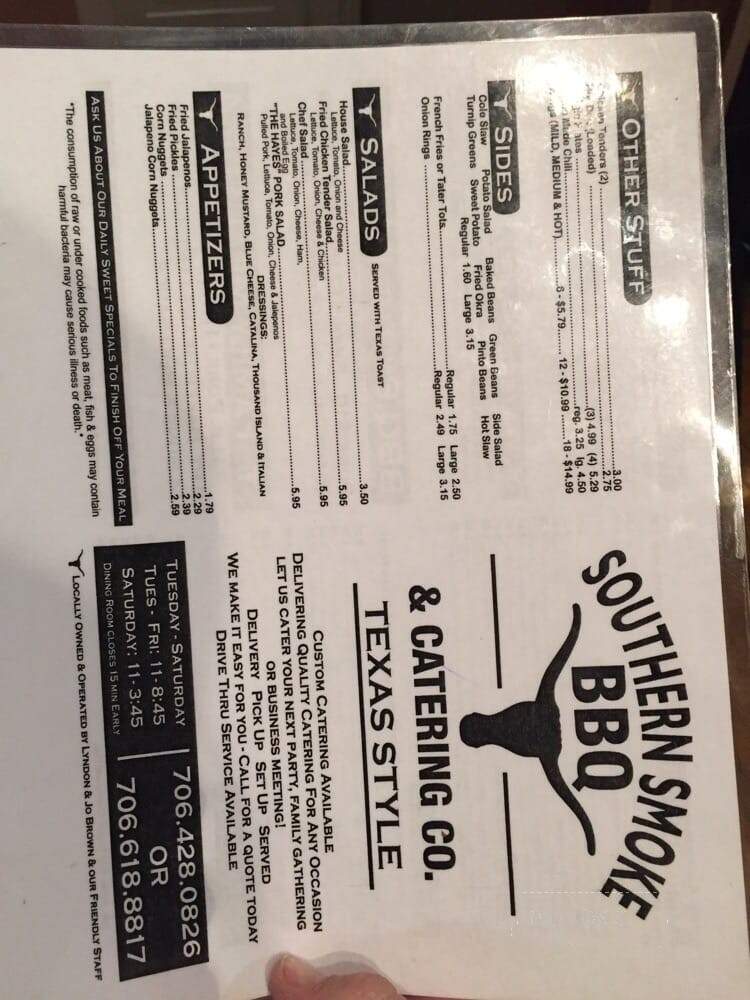 OTHER STUFF
Tenders (2) 3.00
(Loaded) 2.75
(3) 4.99 (4) 5.29
Made Chili reg. 3.25 lg. 4.50
(MILD, MEDIUM & HOT) 6 - $5.79 12 - $10.99 18 - $14.99
SIDES
Cole Slaw Potato Salad Baked Beans Green Beans Side Salad
Turnip Greens Sweet Potato Fried Okra Pinto Beans Hot Slaw
Regular 1.60 Large 3.15
French Fries or Tater Tots Regular 1.75 Large 2.50
Onion Rings Regular 2.49 Large 3.15
SALADS SERVED WITH TEXAS TOAST
House Salad 3.50
Lettuce, Tomato, Onion and Cheese
Fried Chicken Tender Salad 5.95
Lettuce, Tomato, Onion, Cheese & Chicken
Chef Salad 5.95
Lettuce, Tomato, Onion, Cheese, Ham,
and Boiled Egg
"THE HAYES" PORK SALAD 5.95
Pulled Pork, Lettuce, Tomato, Onion, Cheese & Jalepenos
DRESSINGS:
RANCH, HONEY MUSTARD, BLUE CHEESE, CATALINA, THOUSAND ISLAND & ITALIAN
APPETIZERS
Fried Jalapenos 1.79
Fried Pickles 2.29
Corn Nuggets 2.39
Jalapeno Corn Nuggets 2.59
ASK US ABOUT OUR DAILY SWEET SPECIALS TO FINISH OFF YOUR MEAL
*The consumption of raw or under cooked foods such as meat, fish & eggs may contain
harmful bacteria may cause serious illness or death.*
SOUTHERN SMOKE
BBQ
& CATERING CO.
TEXAS STYLE
CUSTOM CATERING AVAILABLE
DELIVERING QUALITY CATERING FOR ANY OCCASION
LET US CATER YOUR NEXT PARTY, FAMILY GATHERING
OR BUSINESS MEETING!
DELIVERY PICK UP SET UP SERVED
WE MAKE IT EASY FOR YOU - CALL FOR A QUOTE TODAY
DRIVE THRU SERVICE AVAILABLE
TUESDAY - SATURDAY
TUES - FRI: 11-8:45
SATURDAY: 11-3:45
DINING ROOM CLOSES 15 MIN EARLY
706.428.0826
OR
706.618.8817
LOCALLY OWNED & OPERATED BY LYNDON & JO BROWN & OUR FRIENDLY STAFF